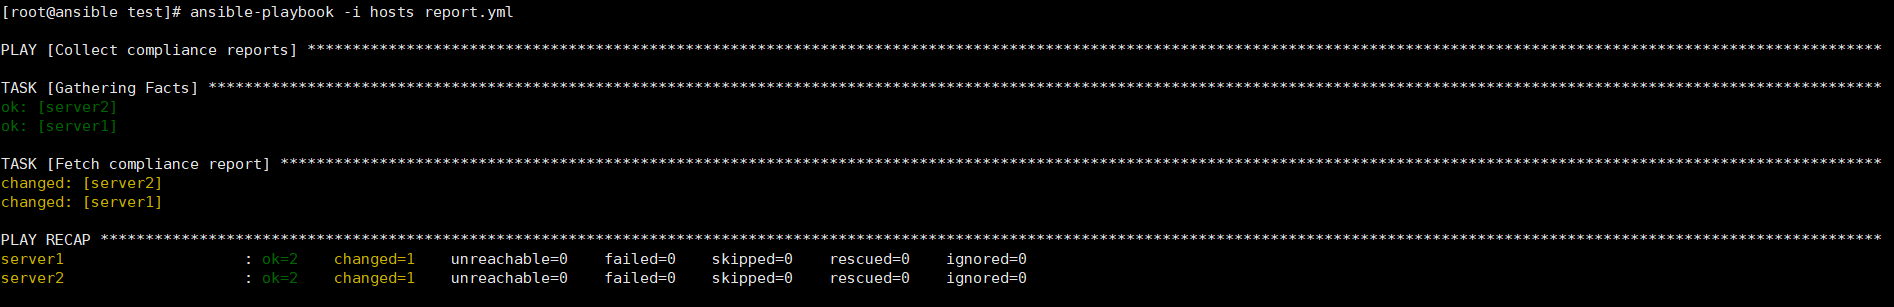 [root@ansible test]# ansible-playbook -i hosts report.yml
PLAY [Collect compliance reports] *******************************************************************************************************************************************************************************
TASK [Gathering Facts] ******************************************************************************************************************************************************************************************
ok: [server2]
ok: [server1]
TASK [Fetch compliance report] **********************************************************************************************************************************************************************************
changed: [server2]
changed: [server1]
PLAY RECAP ******************************************************************************************************************************************************************************************************
server1                    : ok=2    changed=1    unreachable=0    failed=0    skipped=0    rescued=0    ignored=0
server2                    : ok=2    changed=1    unreachable=0    failed=0    skipped=0    rescued=0    ignored=0